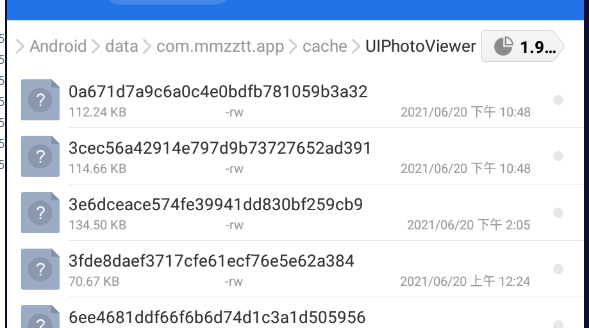 Android > data > com.mmzztt.app > cache > UIPhotoViewer 1.9…
0a671d7a9c6a0c4e0bdfb781059b3a32
112.24 KB -rw 2021/06/20 下午 10:48
3cec56a42914e797d9b73727652ad391
114.66 KB -rw 2021/06/20 下午 10:48
3e6dceace574fe39941dd830bf259cb9
134.50 KB -rw 2021/06/20 下午 2:05
3fde8daef3717cfe61ecf76e5e62a384
70.67 KB -rw 2021/06/20 上午 12:24
6ee4681ddf66f6b6d74d1c3a1d505956